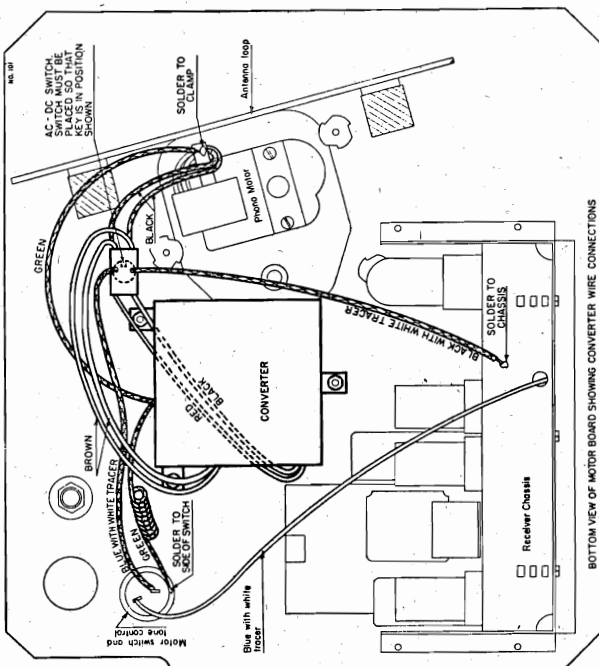 NO. 101
AC - DC SWITCH.
SWITCH MUST BE
PLACED SO THAT
KEY IS IN POSITION
SHOWN
SOLDER TO
CLAMP
Antenna loop
GREEN
BLACK
Phono Motor
BLACK WITH WHITE TRACER
SOLDER TO
CHASSIS
RED
BLACK
CONVERTER
BROWN
BLUE WITH WHITE TRACER
GREEN
SOLDER TO
SIDE OF SWITCH
Motor switch and
tone control
Blue with white
tracer
Receiver Chassis
BOTTOM VIEW OF MOTOR BOARD SHOWING CONVERTER WIRE CONNECTIONS